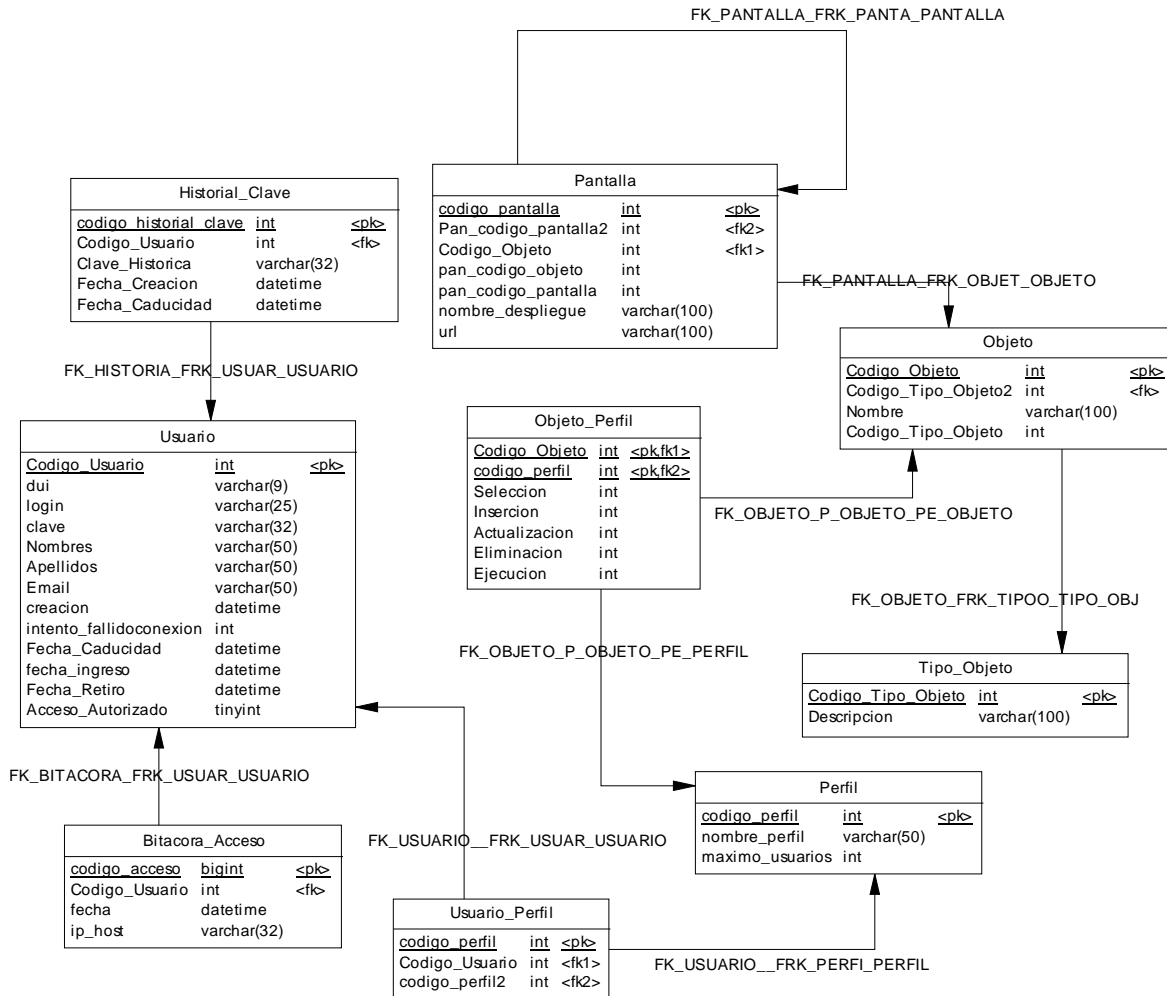 FK_PANTALLA_FRK_PANTA_PANTALLA
Pantalla
codigo_pantalla int <pk>
Pan_codigo_pantalla2 int <fk2>
Codigo_Objeto int <fk1>
pan_codigo_objeto int
pan_codigo_pantalla int
nombre_despliegue varchar(100)
url varchar(100)
Historial_Clave
codigo_historial_clave int <pk>
Codigo_Usuario int <fk>
Clave_Historica varchar(32)
Fecha_Creacion datetime
Fecha_Caducidad datetime
FK_PANTALLA_FRK_OBJET_OBJETO
Objeto
Codigo_Objeto int <pk>
Codigo_Tipo_Objeto2 int <fk>
Nombre varchar(100)
Codigo_Tipo_Objeto int
FK_HISTORIA_FRK_USUAR_USUARIO
Objeto_Perfil
Codigo_Objeto int <pk,fk1>
codigo_perfil int <pk,fk2>
Seleccion int
Insercion int
Actualizacion int
Eliminacion int
Ejecucion int
Usuario
Codigo_Usuario int <pk>
dui varchar(9)
login varchar(25)
clave varchar(32)
Nombres varchar(50)
Apellidos varchar(50)
Email varchar(50)
creacion datetime
intento_fallidoconexion int
Fecha_Caducidad datetime
fecha_ingreso datetime
Fecha_Retiro datetime
Acceso_Autorizado tinyint
FK_OBJETO_P_OBJETO_PE_OBJETO
FK_OBJETO_FRK_TIPOO_TIPO_OBJ
FK_OBJETO_P_OBJETO_PE_PERFIL
Tipo_Objeto
Codigo_Tipo_Objeto int <pk>
Descripcion varchar(100)
FK_BITACORA_FRK_USUAR_USUARIO
Perfil
codigo_perfil int <pk>
nombre_perfil varchar(50)
maximo_usuarios int
Bitacora_Acceso
codigo_acceso bigint <pk>
Codigo_Usuario int <fk>
fecha datetime
ip_host varchar(32)
FK_USUARIO__FRK_USUAR_USUARIO
Usuario_Perfil
codigo_perfil int <pk>
Codigo_Usuario int <fk1>
codigo_perfil2 int <fk2>
FK_USUARIO__FRK_PERFI_PERFIL